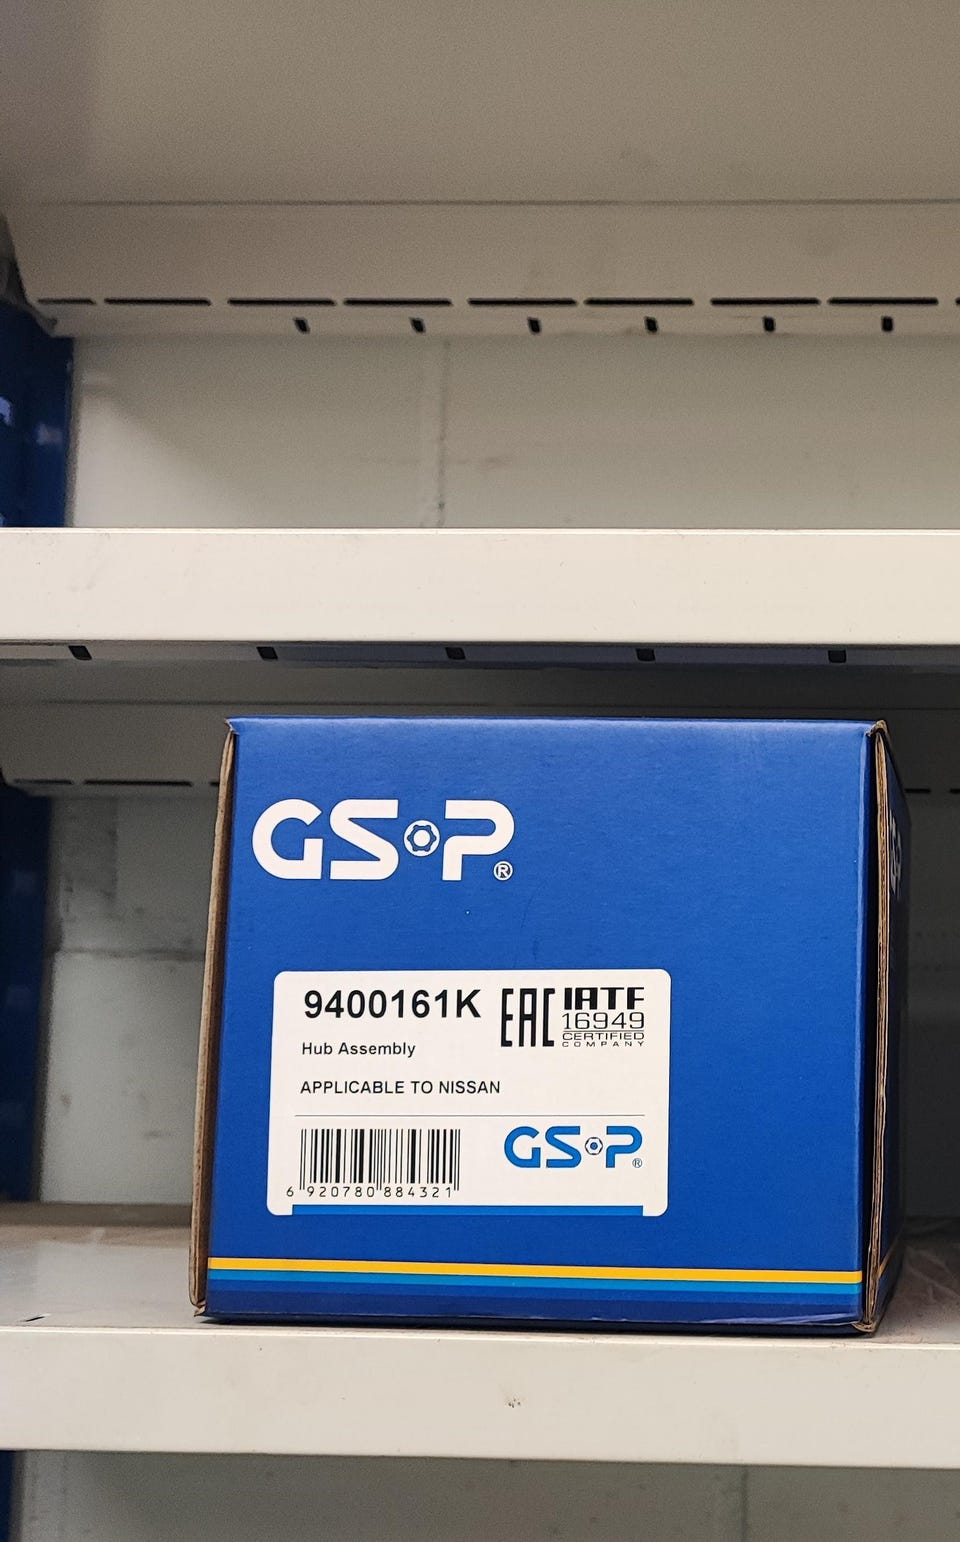 GSP®
9400161K
EAC
IATF
16949
CERTIFIED
COMPANY
Hub Assembly
APPLICABLE TO NISSAN
GSP®
6 920780 884321